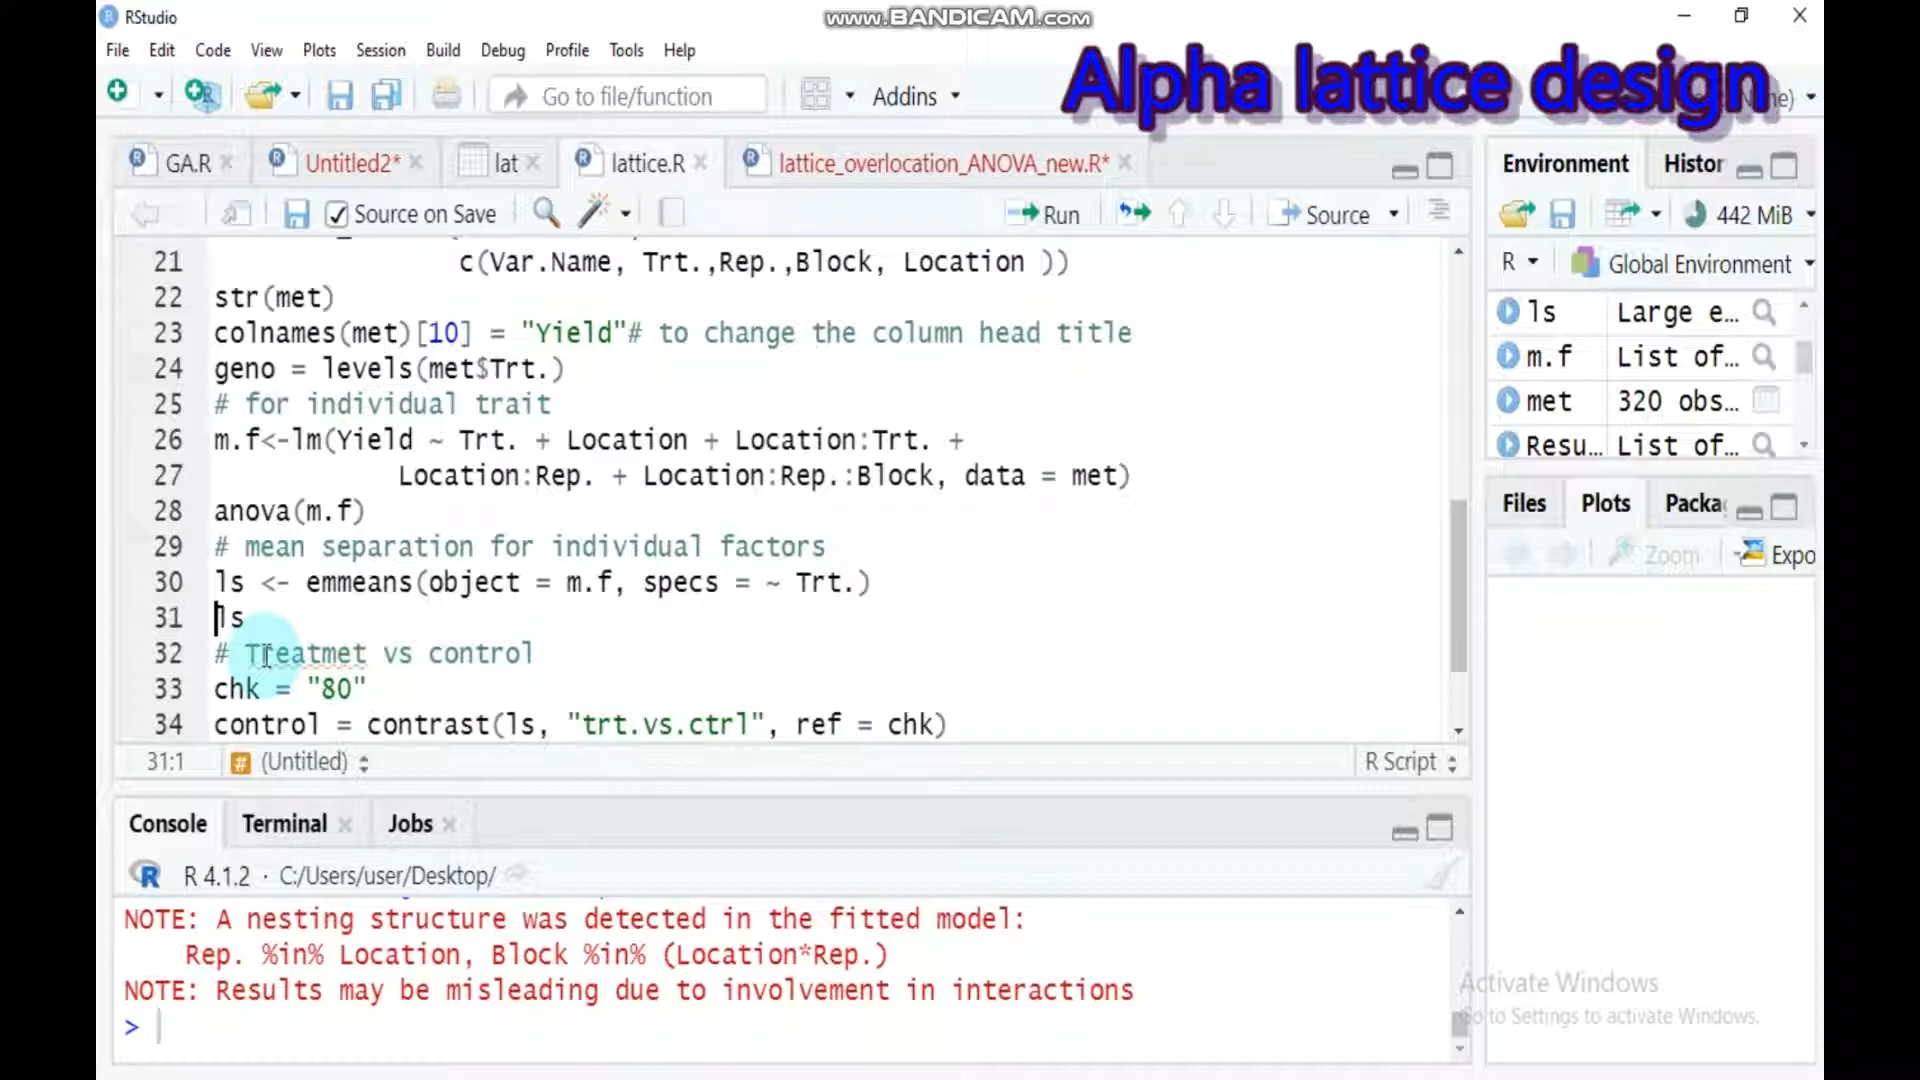 RStudio
www.BANDICAM.com
File Edit Code View Plots Session Build Debug Profile Tools Help
Alpha lattice design
Go to file/function
Addins
GA.R
Untitled2*
lat
lattice.R
lattice_overlocation_ANOVA_new.R*
Source on Save
Run
Source
21 c(Var.Name, Trt.,Rep.,Block, Location ))
22 str(met)
23 colnames(met)[10] = "Yield"# to change the column head title
24 geno = levels(met$Trt.)
25 # for individual trait
26 m.f<-lm(Yield ~ Trt. + Location + Location:Trt. +
27 Location:Rep. + Location:Rep.:Block, data = met)
28 anova(m.f)
29 # mean separation for individual factors
30 ls <- emmeans(object = m.f, specs = ~ Trt.)
31 ls
32 # Treatmet vs control
33 chk = "80"
34 control = contrast(ls, "trt.vs.ctrl", ref = chk)
31:1
(Untitled)
R Script
Console Terminal Jobs
R 4.1.2 · C:/Users/user/Desktop/
NOTE: A nesting structure was detected in the fitted model:
Rep. %in% Location, Block %in% (Location*Rep.)
NOTE: Results may be misleading due to involvement in interactions
>
Environment Histor
442 MiB
R Global Environment
ls Large e…
m.f List of…
met 320 obs…
Resu… List of…
Files Plots Packa
Zoom Expo
Activate Windows
Go to Settings to activate Windows.